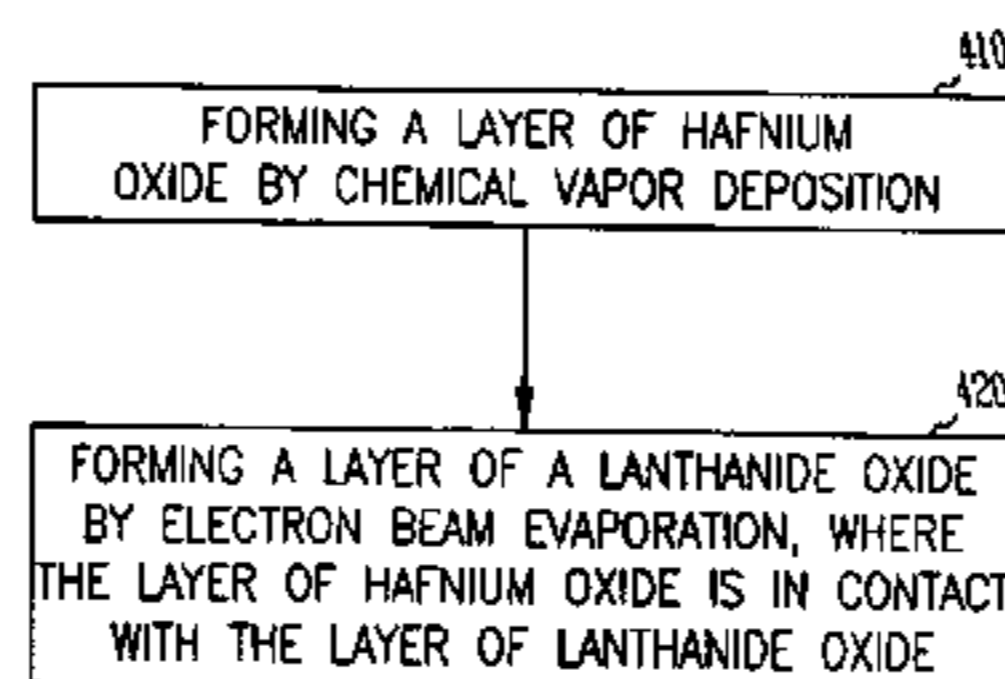 410
FORMING A LAYER OF HAFNIUM
OXIDE BY CHEMICAL VAPOR DEPOSITION
420
FORMING A LAYER OF A LANTHANIDE OXIDE
BY ELECTRON BEAM EVAPORATION, WHERE
THE LAYER OF HAFNIUM OXIDE IS IN CONTACT
WITH THE LAYER OF LANTHANIDE OXIDE